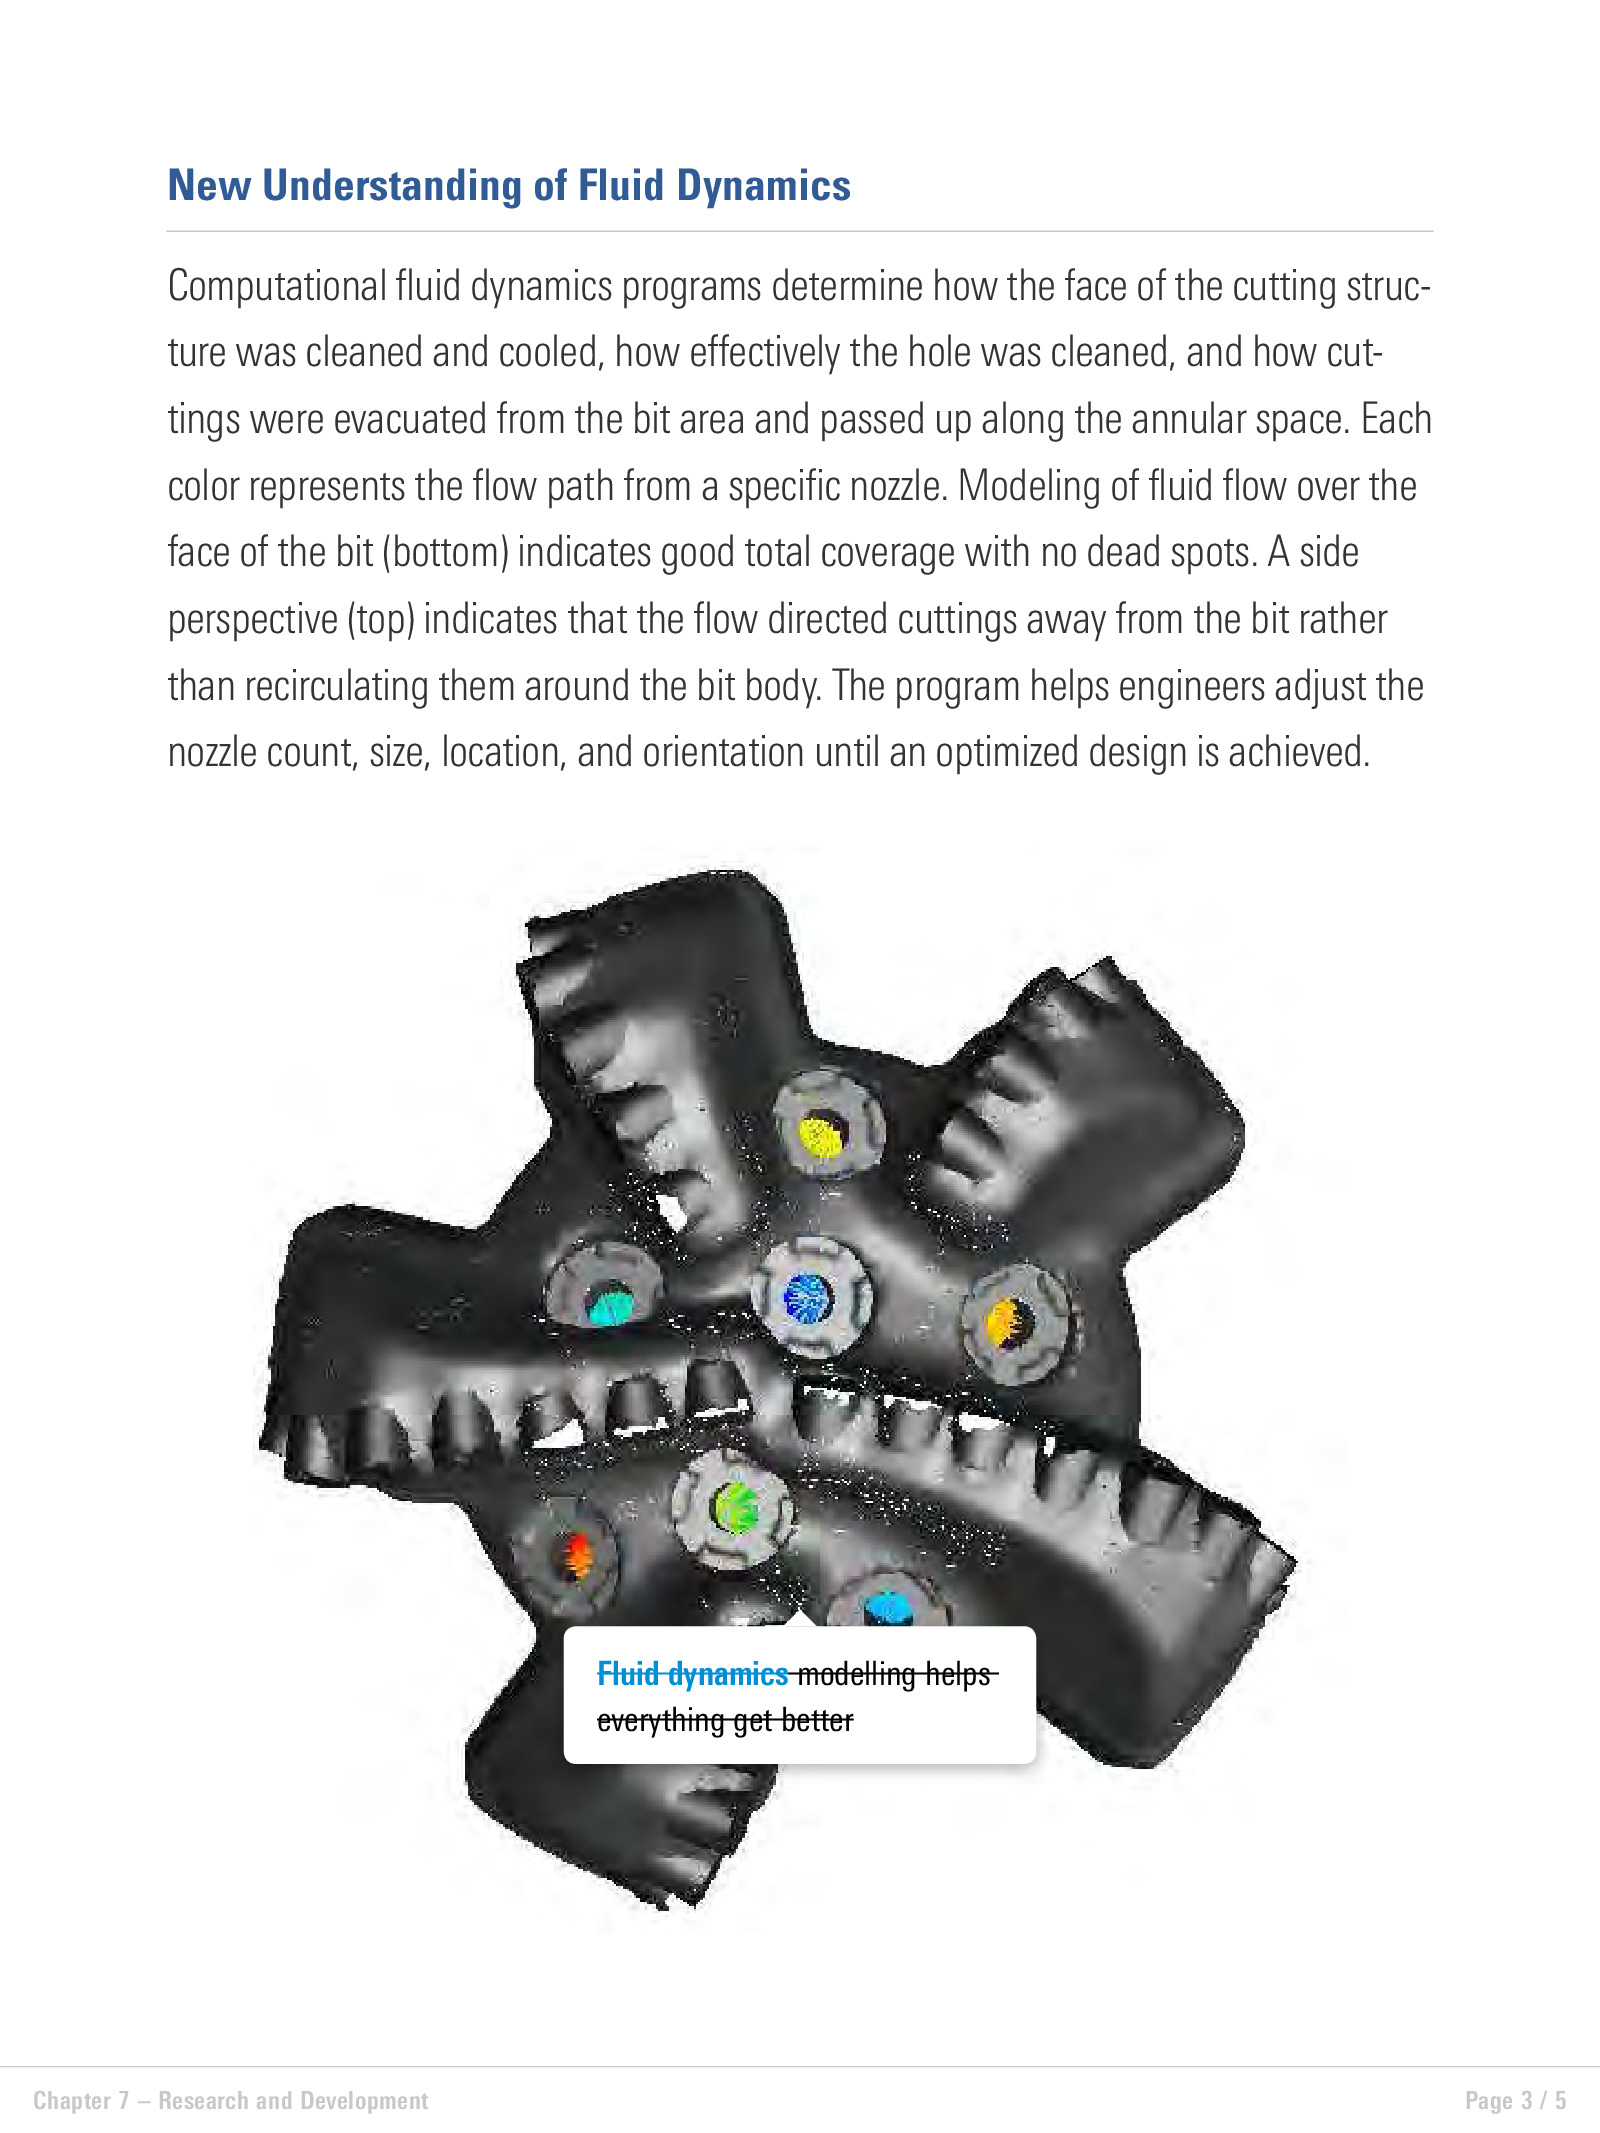 New Understanding of Fluid Dynamics
Computational fluid dynamics programs determine how the face of the cutting struc-
ture was cleaned and cooled, how effectively the hole was cleaned, and how cut-
tings were evacuated from the bit area and passed up along the annular space. Each
color represents the flow path from a specific nozzle. Modeling of fluid flow over the
face of the bit (bottom) indicates good total coverage with no dead spots. A side
perspective (top) indicates that the flow directed cuttings away from the bit rather
than recirculating them around the bit body. The program helps engineers adjust the
nozzle count, size, location, and orientation until an optimized design is achieved.
Fluid dynamics modelling helps
everything get better
Chapter 7 – Research and Development
Page 3 / 5